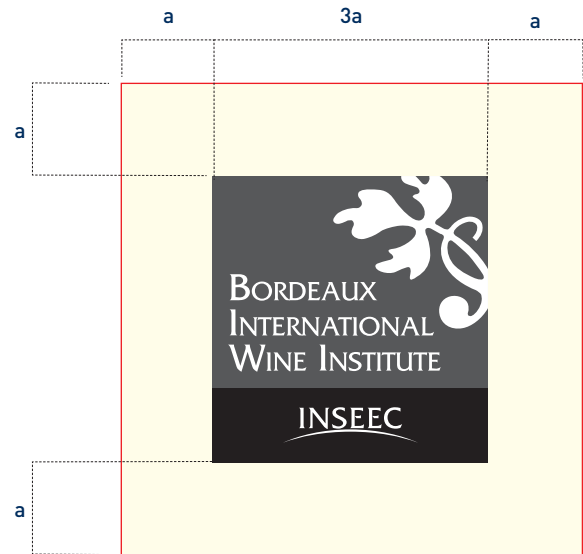 a 3a a
a
BORDEAUX
INTERNATIONAL
WINE INSTITUTE
INSEEC
a